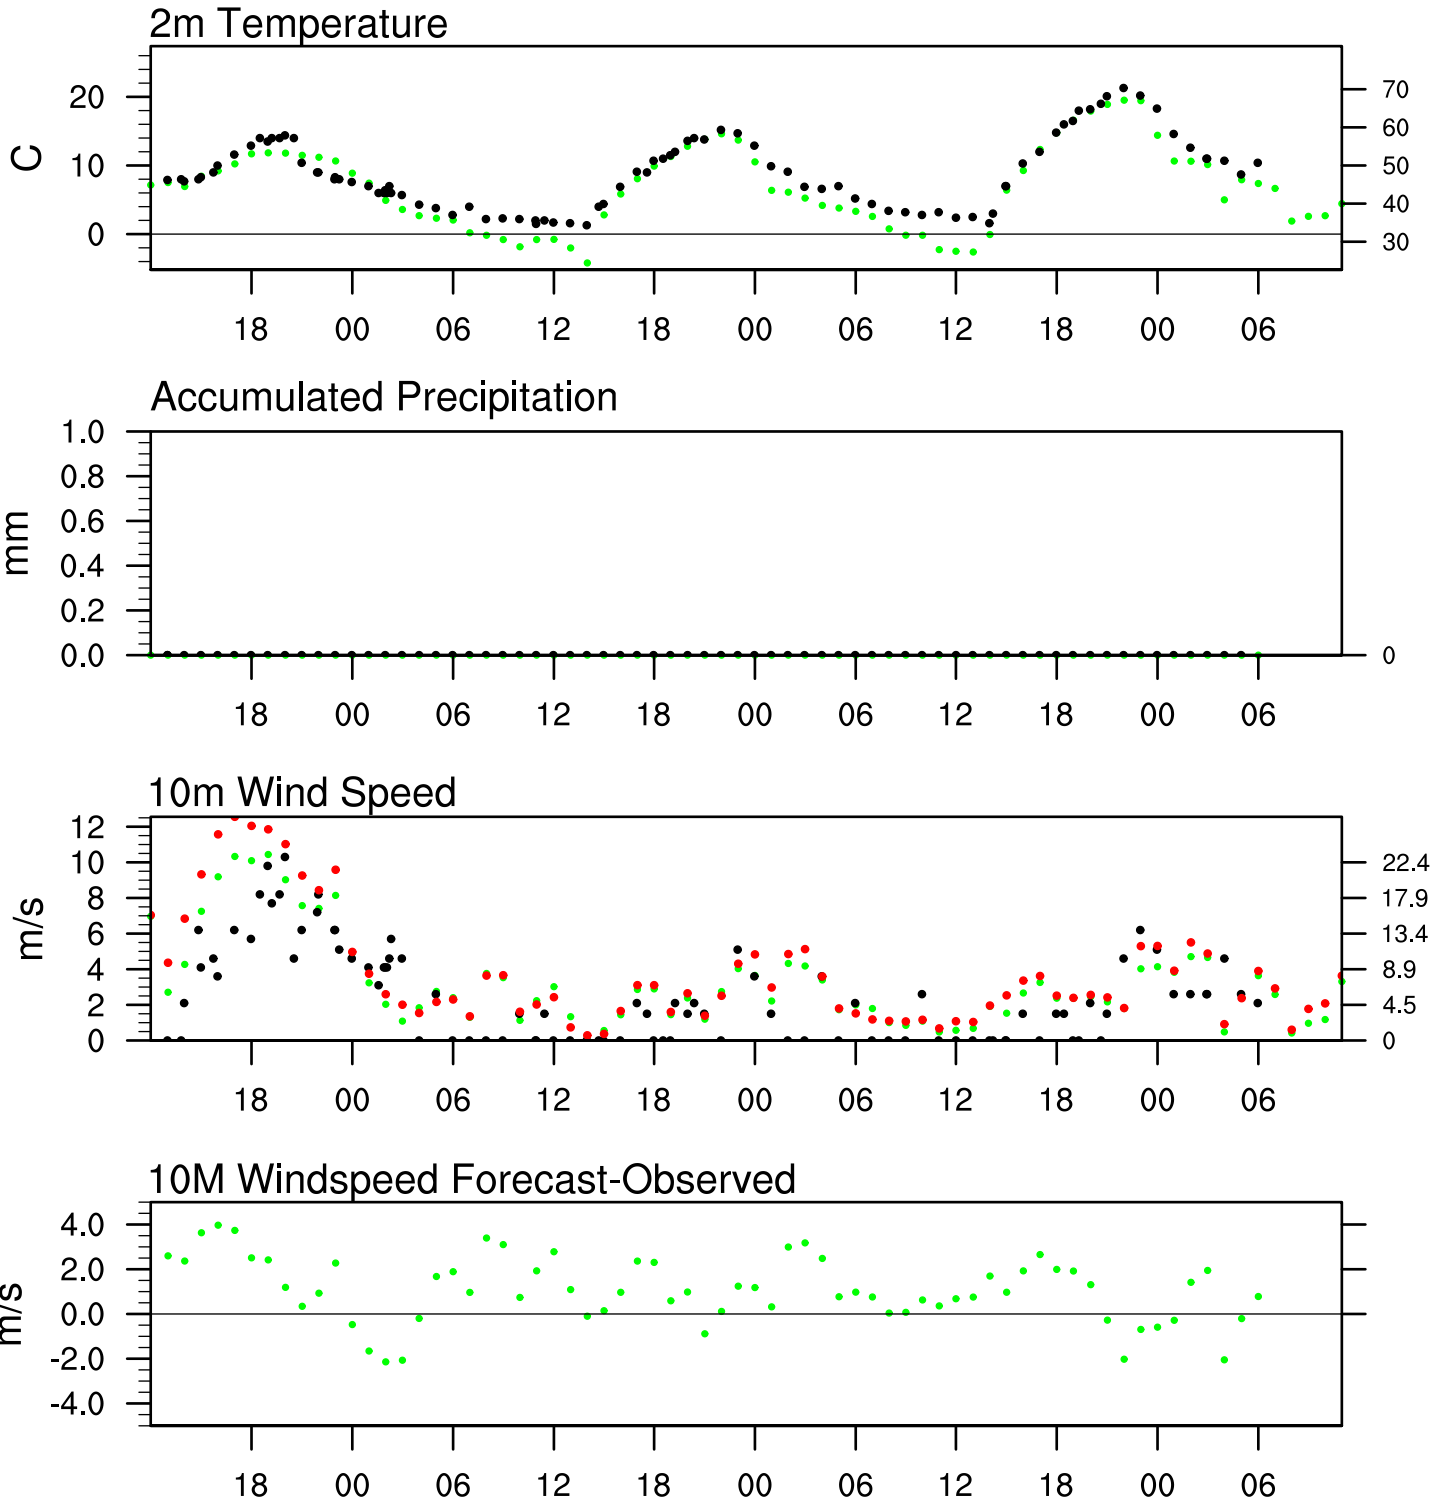 2m Temperature
C
20
10
0
70
60
50
40
30
18 00 06 12 18 00 06 12 18 00 06
Accumulated Precipitation
mm
1.0
0.8
0.6
0.4
0.2
0.0
0
18 00 06 12 18 00 06 12 18 00 06
10m Wind Speed
m/s
12
10
8
6
4
2
0
22.4
17.9
13.4
8.9
4.5
0
18 00 06 12 18 00 06 12 18 00 06
10M Windspeed Forecast-Observed
m/s
4.0
2.0
0.0
-2.0
-4.0
18 00 06 12 18 00 06 12 18 00 06